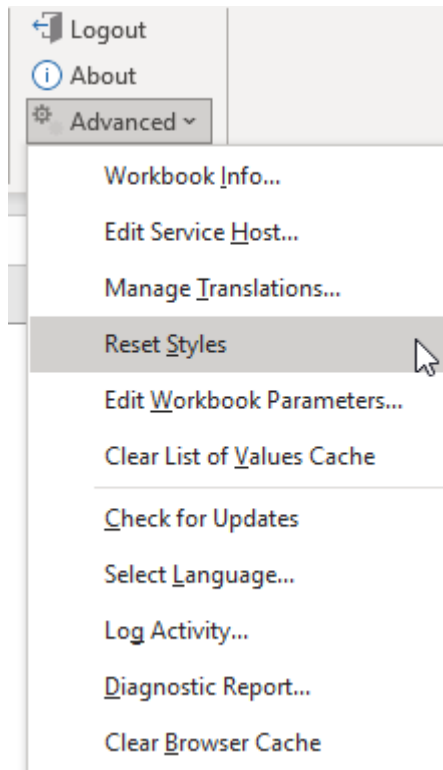 Logout
About
Advanced
Workbook Info...
Edit Service Host...
Manage Translations...
Reset Styles
Edit Workbook Parameters...
Clear List of Values Cache
Check for Updates
Select Language...
Log Activity...
Diagnostic Report...
Clear Browser Cache